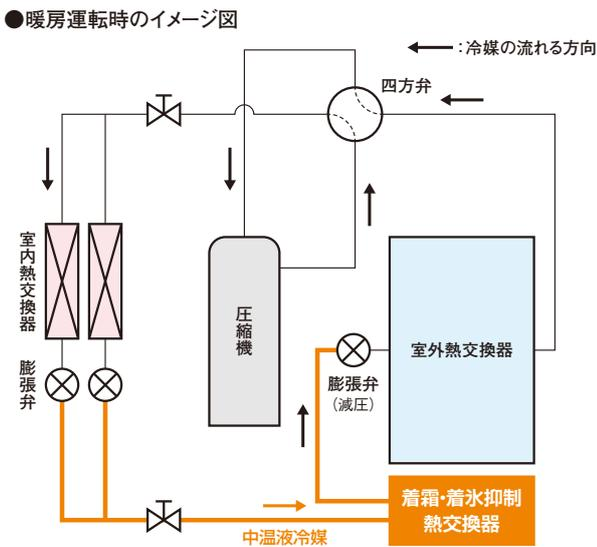 ●暖房運転時のイメージ図
：冷媒の流れる方向
四方弁
室内熱交換器
圧縮機
室外熱交換器
膨張弁
膨張弁
（減圧）
着霜・着氷抑制
熱交換器
中温液冷媒